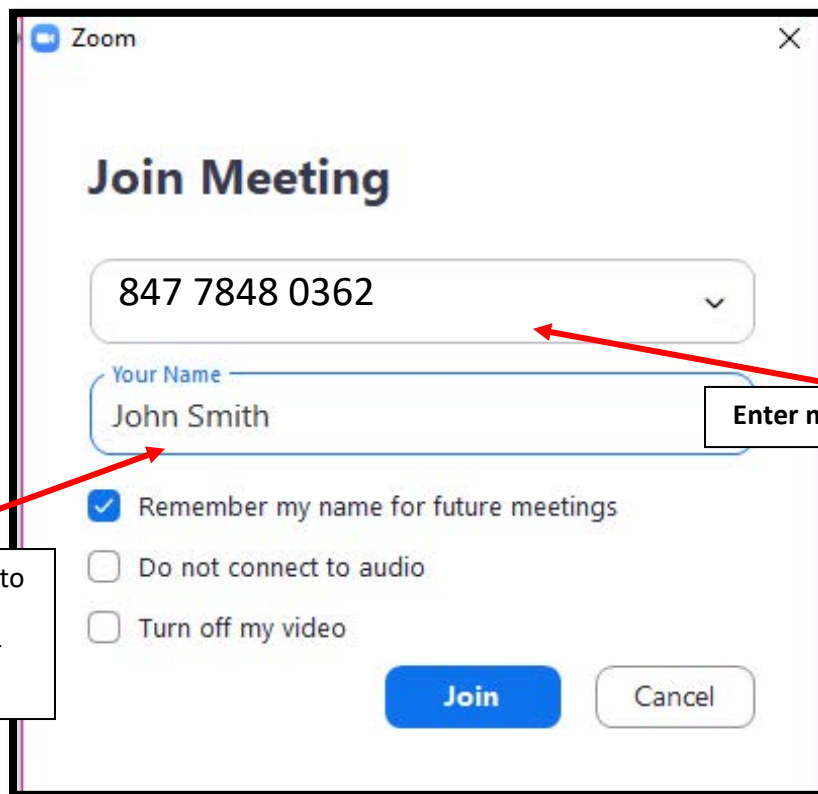 Zoom
Join Meeting
847 7848 0362
Your Name
John Smith
Enter
Remember my name for future meetings
to
Do not connect to audio
Turn off my video
Join
Cancel